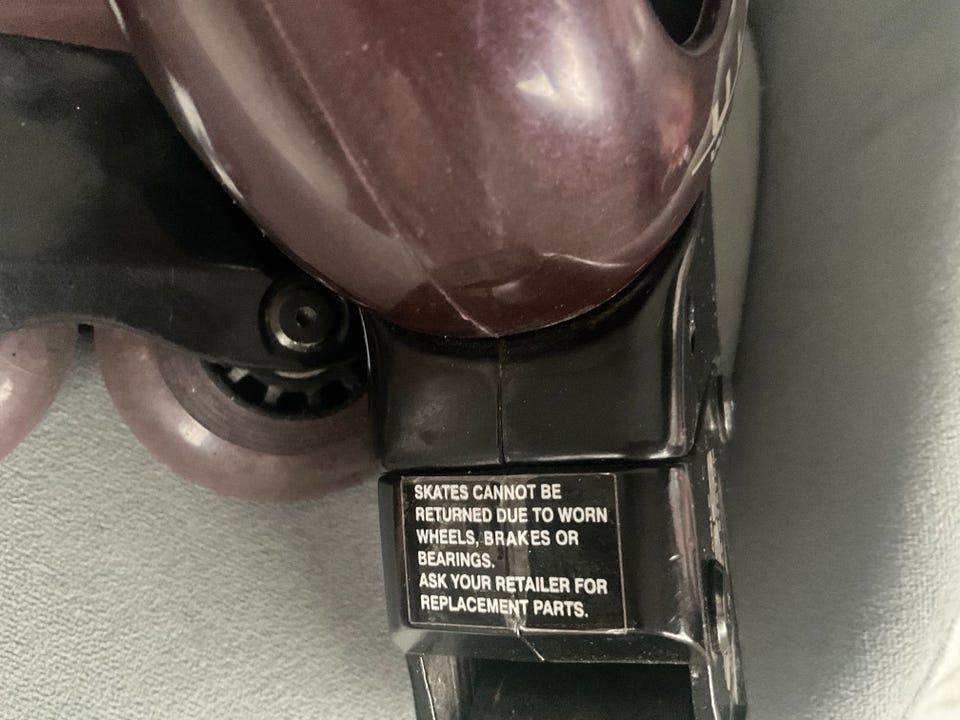 SKATES CANNOT BE
RETURNED DUE TO WORN
WHEELS, BRAKES OR
BEARINGS.
ASK YOUR RETAILER FOR
REPLACEMENT PARTS.